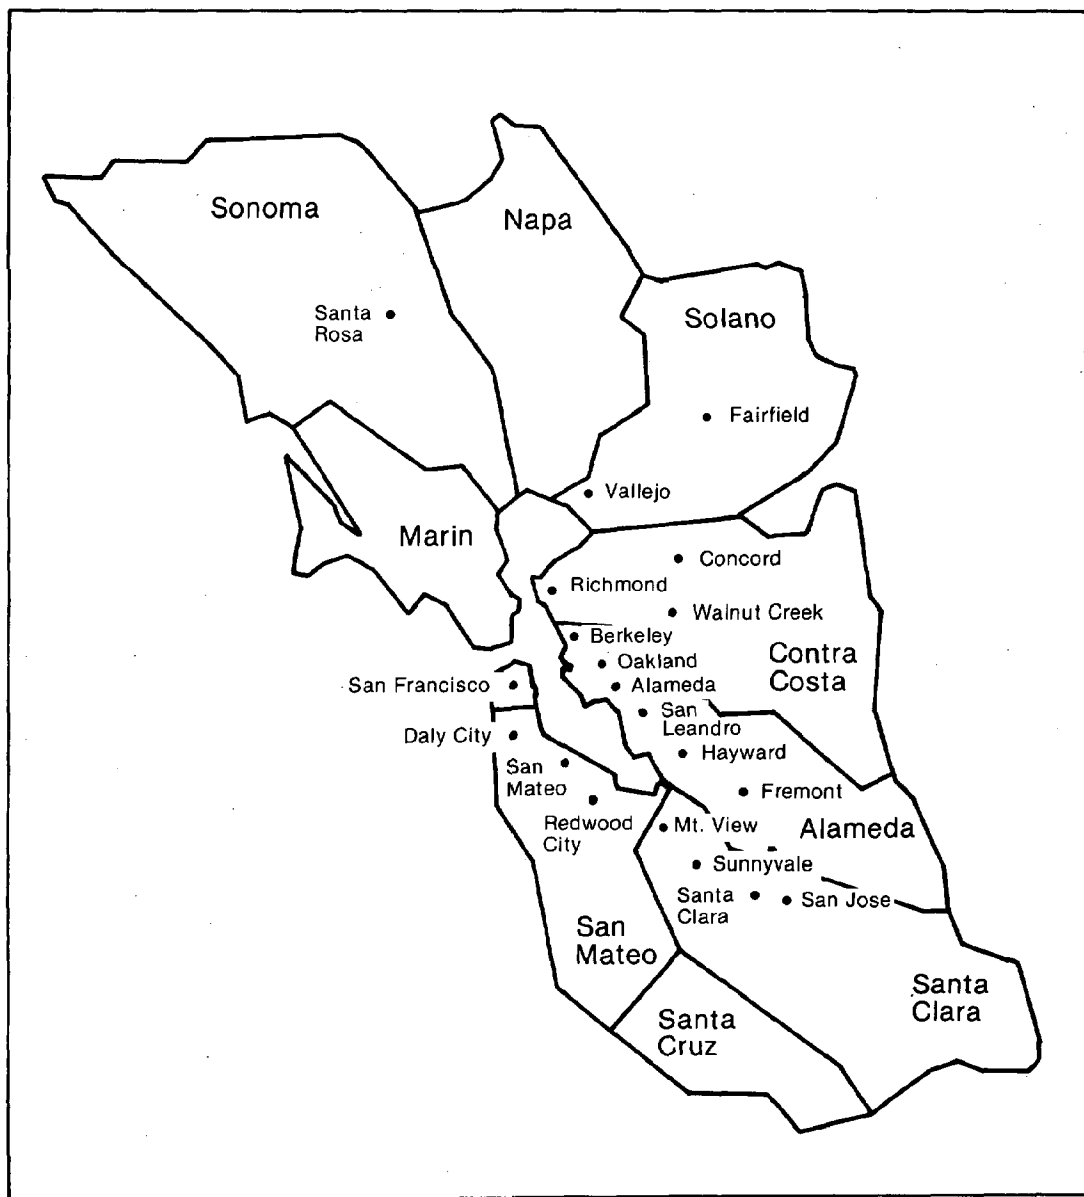 Sonoma
Napa
Santa
Rosa
Solano
Fairfield
Vallejo
Marin
Concord
Richmond
Walnut Creek
Berkeley
Contra
Costa
Oakland
San Francisco
Alameda
San
Leandro
Daly City
Hayward
San
Mateo
Fremont
Redwood
City
Mt. View
Alameda
Sunnyvale
Santa
Clara
San Jose
San
Mateo
Santa
Clara
Santa
Cruz